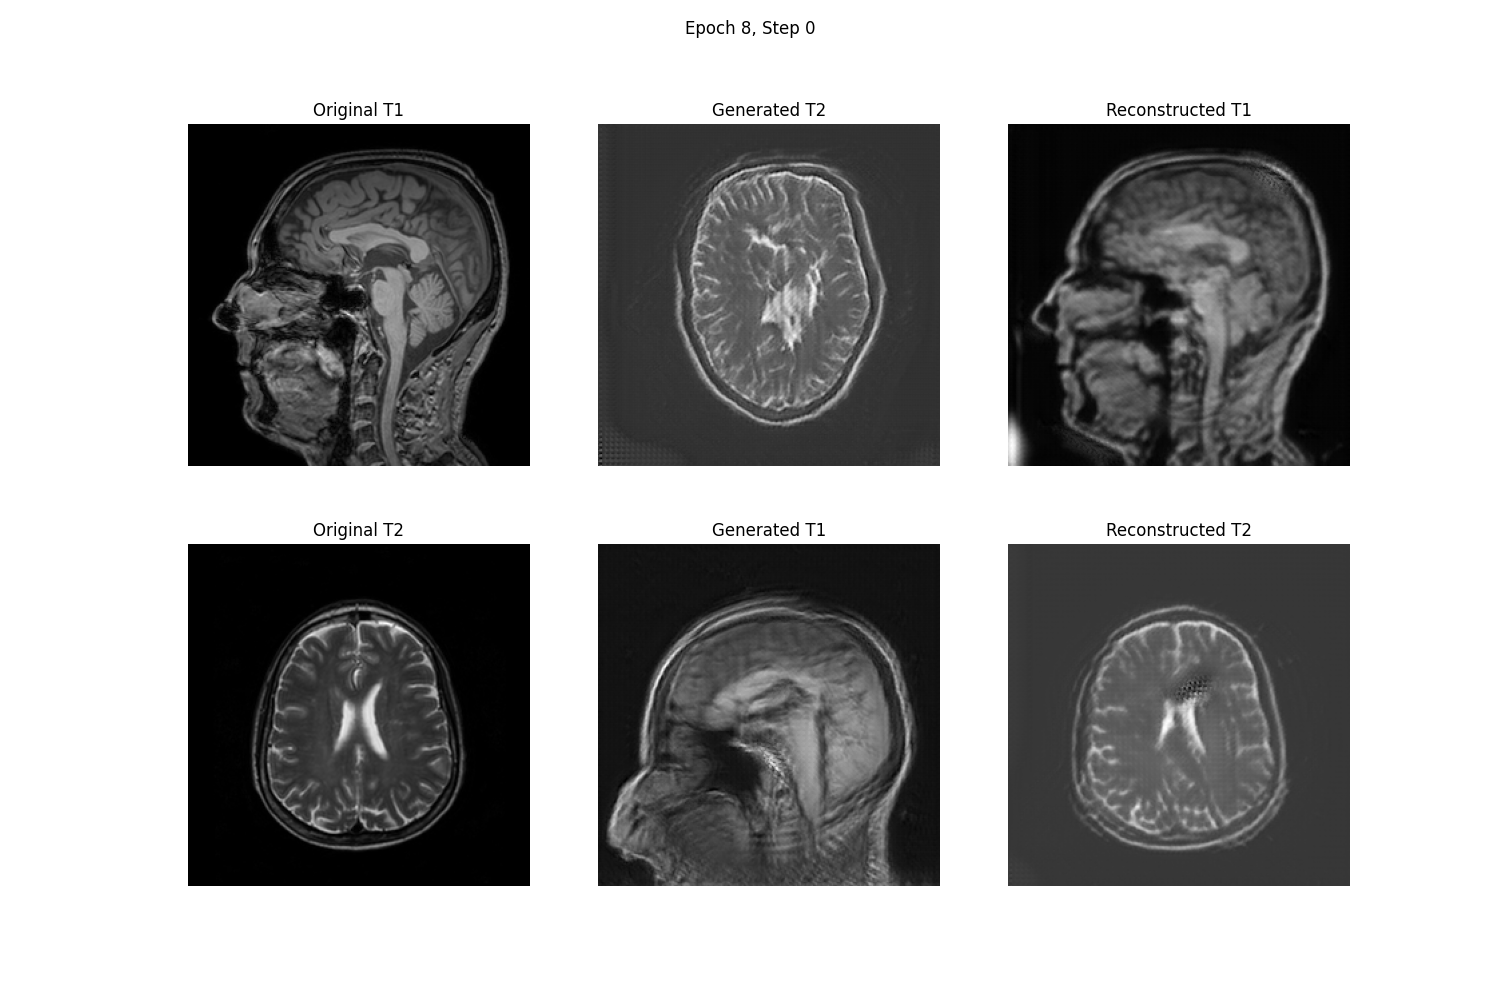 Epoch 8, Step 0
Original T1
Generated T2
Reconstructed T1
Original T2
Generated T1
Reconstructed T2